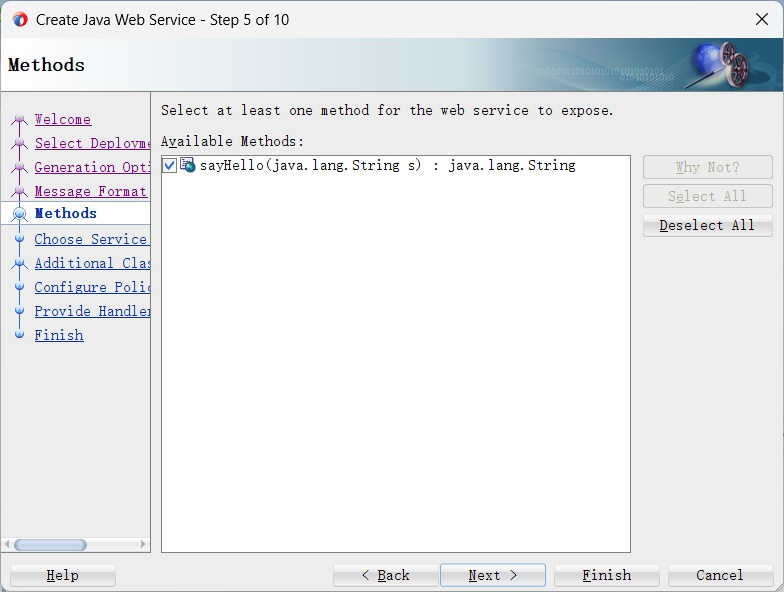 Create Java Web Service - Step 5 of 10
Methods
Welcome
Select Deployme
Generation Opti
Message Format
Methods
Choose Service
Additional Clas
Configure Polic
Provide Handler
Finish
Select at least one method for the web service to expose.
Available Methods:
sayHello(java.lang.String s) : java.lang.String
Why Not?
Select All
Deselect All
Help
< Back
Next >
Finish
Cancel